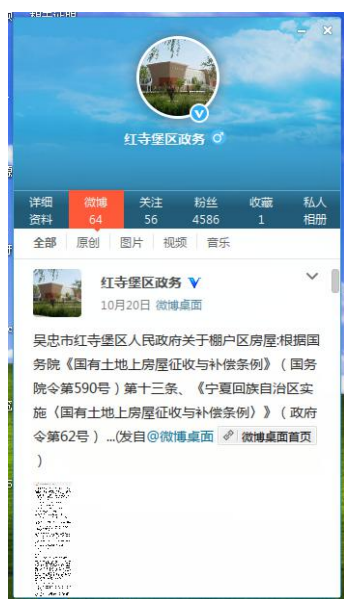 红寺堡区政务
详细资料
微博 64
关注 56
粉丝 4586
收藏 1
私人相册
全部 原创 图片 视频 音乐
红寺堡区政务
10月20日 微博桌面
吴忠市红寺堡区人民政府关于棚户区房屋:根据国
务院《国有土地上房屋征收与补偿条例》（国务
院令第590号）第十三条、《宁夏回族自治区实
施〈国有土地上房屋征收与补偿条例〉》（政府
令第62号）...(发自@微博桌面 微博桌面首页
）